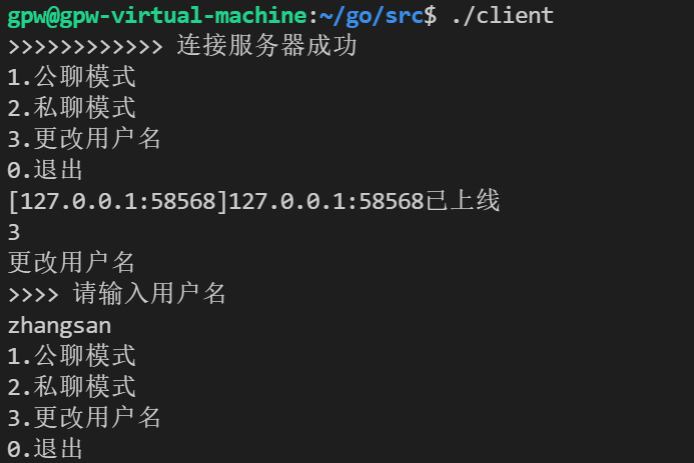 gpw@gpw-virtual-machine:~/go/src$ ./client
>>>>>>>>>>>> 连接服务器成功
1.公聊模式
2.私聊模式
3.更改用户名
0.退出
[127.0.0.1:58568]127.0.0.1:58568已上线
3
更改用户名
>>>> 请输入用户名
zhangsan
1.公聊模式
2.私聊模式
3.更改用户名
0.退出